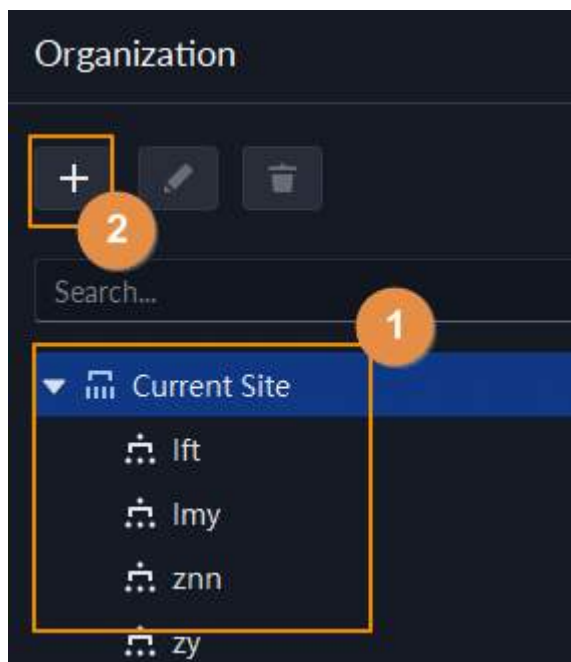 Organization
+
2
Search...
1
Current Site
lft
lmy
znn
zy